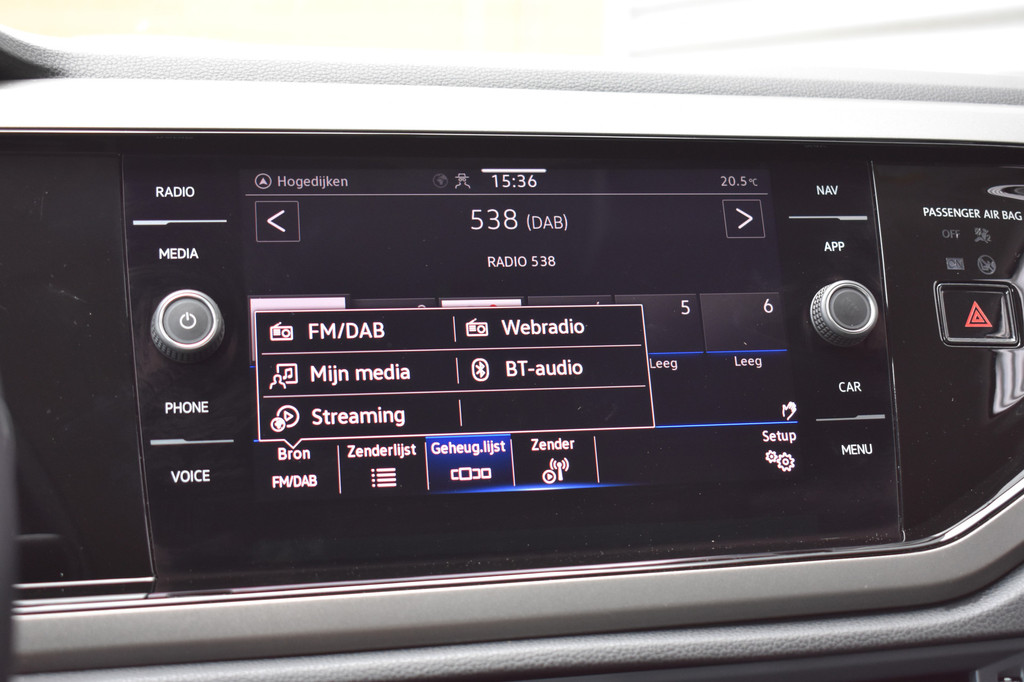 RADIO
MEDIA
PHONE
VOICE
Hogedijken
15:36
20.5°C
538 (DAB)
RADIO 538
5
6
Leeg
Leeg
FM/DAB
Webradio
Mijn media
BT-audio
Streaming
Bron
FM/DAB
Zenderlijst
Geheug.lijst
Zender
Setup
NAV
APP
CAR
MENU
PASSENGER AIR BAG
OFF